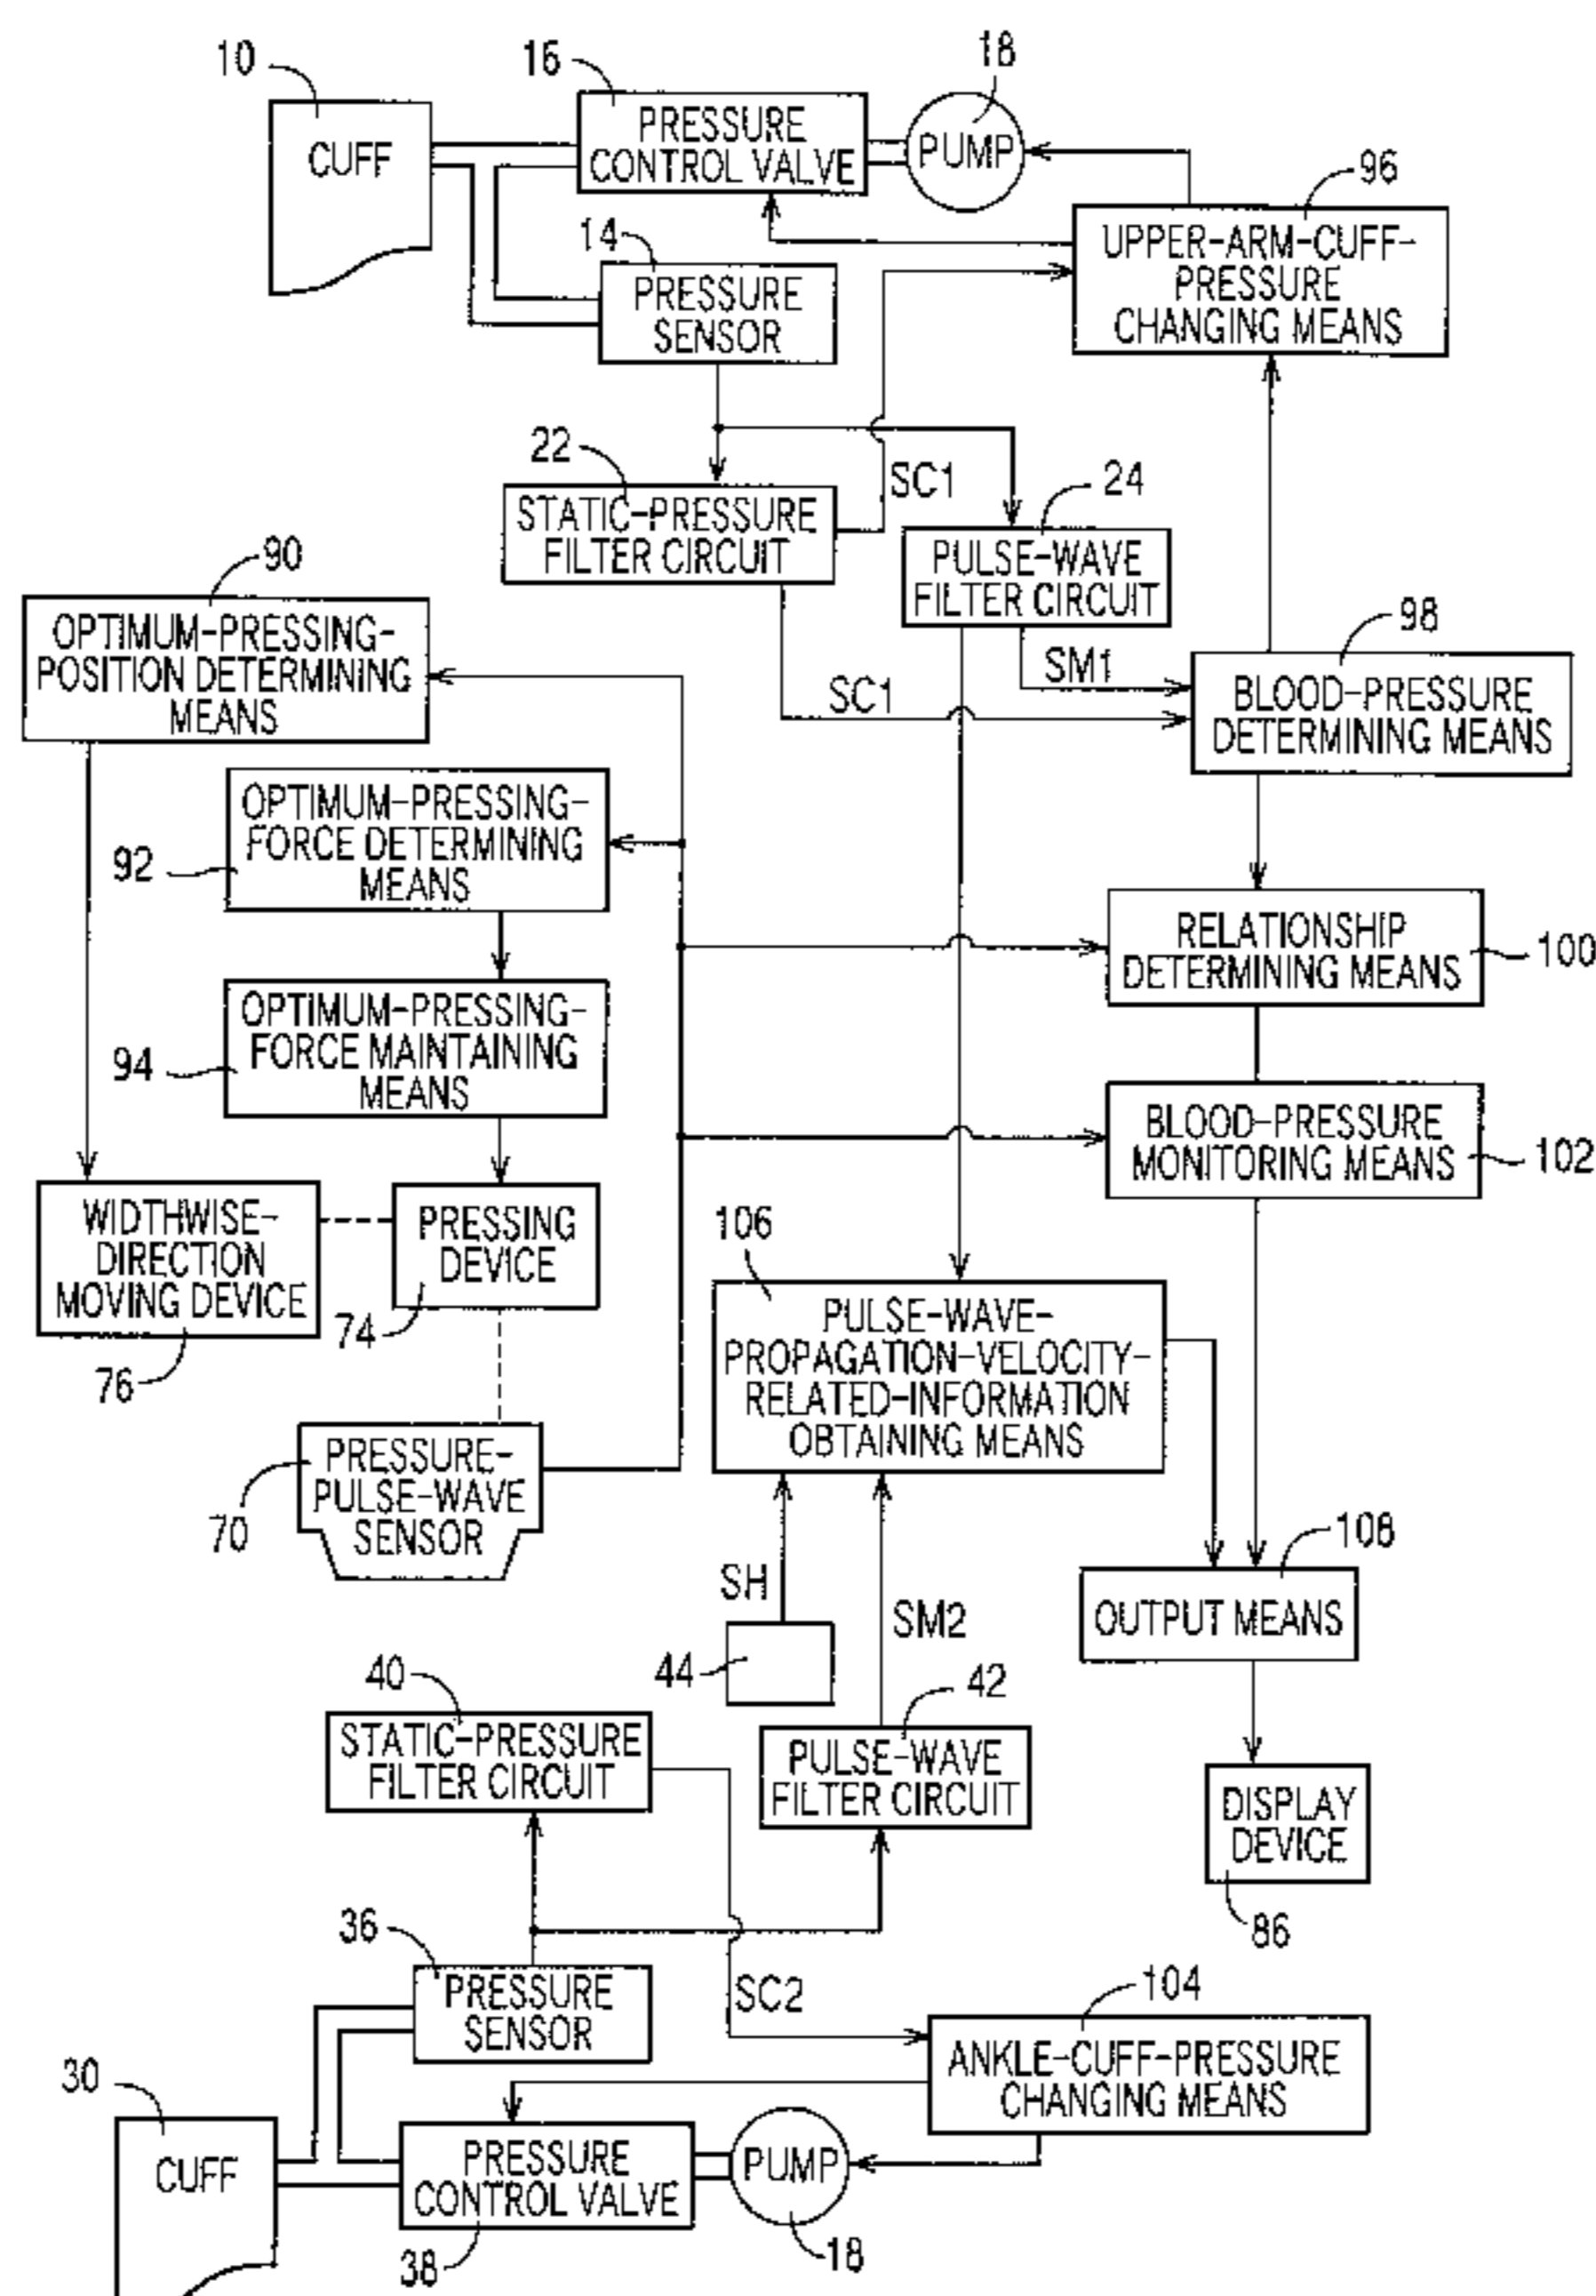 10
16
18
CUFF
PRESSURE
CONTROL VALVE
PUMP
96
14
UPPER-ARM-CUFF-
PRESSURE
CHANGING MEANS
PRESSURE
SENSOR
22
SC1
24
STATIC-PRESSURE
FILTER CIRCUIT
PULSE-WAVE
FILTER CIRCUIT
90
OPTIMUM-PRESSING-
POSITION DETERMINING
MEANS
98
SM1
SC1
BLOOD-PRESSURE
DETERMINING MEANS
OPTIMUM-PRESSING-
FORCE DETERMINING
MEANS
92
RELATIONSHIP
DETERMINING MEANS
100
OPTIMUM-PRESSING-
FORCE MAINTAINING
MEANS
94
BLOOD-PRESSURE
MONITORING MEANS
102
WIDTHWISE-
DIRECTION
MOVING DEVICE
76
PRESSING
DEVICE
74
106
PULSE-WAVE-
PROPAGATION-VELOCITY-
RELATED-INFORMATION
OBTAINING MEANS
PRESSURE-
PULSE-WAVE
SENSOR
70
108
SH
SM2
OUTPUT MEANS
44
40
42
STATIC-PRESSURE
FILTER CIRCUIT
PULSE-WAVE
FILTER CIRCUIT
DISPLAY
DEVICE
86
36
PRESSURE
SENSOR
SC2
104
ANKLE-CUFF-PRESSURE
CHANGING MEANS
30
CUFF
PRESSURE
CONTROL VALVE
PUMP
38
18